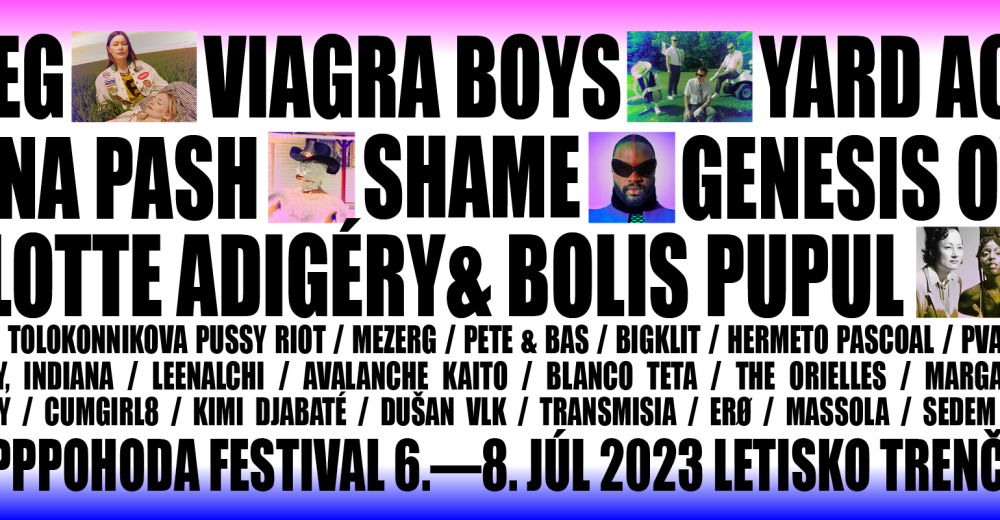 EG VIAGRA BOYS YARD AC
NA PASH SHAME GENESIS O
LOTTE ADIGÉRY & BOLIS PUPUL
TOLOKONNIKOVA PUSSY RIOT / MEZERG / PETE & BAS / BIGKLIT / HERMETO PASCOAL / PVA
Y, INDIANA / LEENALCHI / AVALANCHE KAITO / BLANCO TETA / THE ORIELLES / MARGA
Y / CUMGIRL8 / KIMI DJABATÉ / DUŠAN VLK / TRANSMISIA / ERØ / MASSOLA / SEDEM
PPPOHODA FESTIVAL 6.—8. JÚL 2023 LETISKO TRENČ